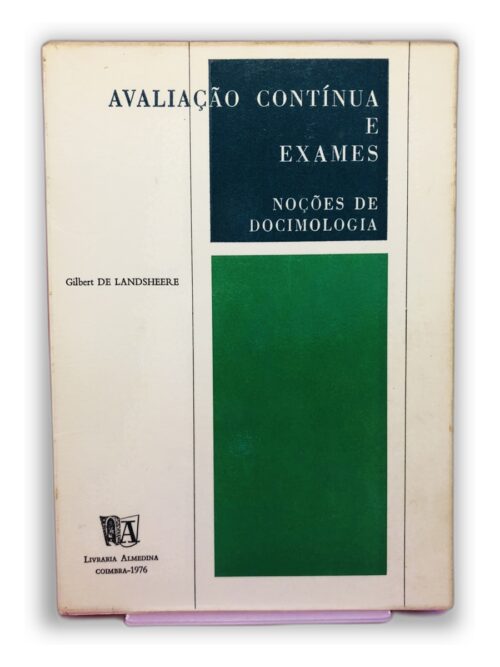 AVALIAÇÃO CONTÍNUA
E
EXAMES
NOÇÕES DE
DOCIMOLOGIA
Gilbert DE LANDSHEERE
LIVRARIA ALMEDINA
COIMBRA-1976